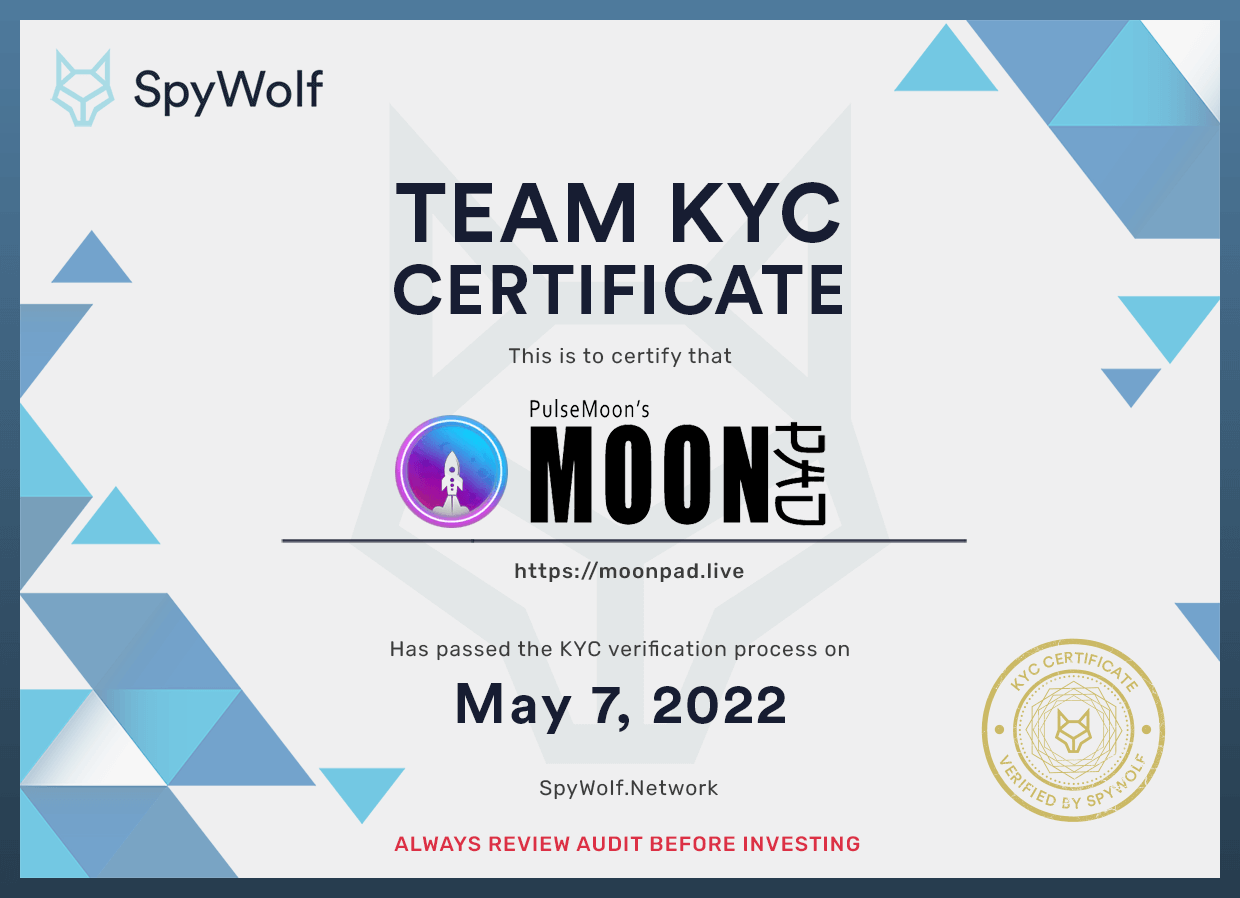 SpyWolf
TEAM KYC
CERTIFICATE
This is to certify that
PulseMoon's
MOON
PAD
https://moonpad.live
Has passed the KYC verification process on
May 7, 2022
KYC CERTIFICATE
VERIFIED BY SPYWOLF
SpyWolf.Network
ALWAYS REVIEW AUDIT BEFORE INVESTING